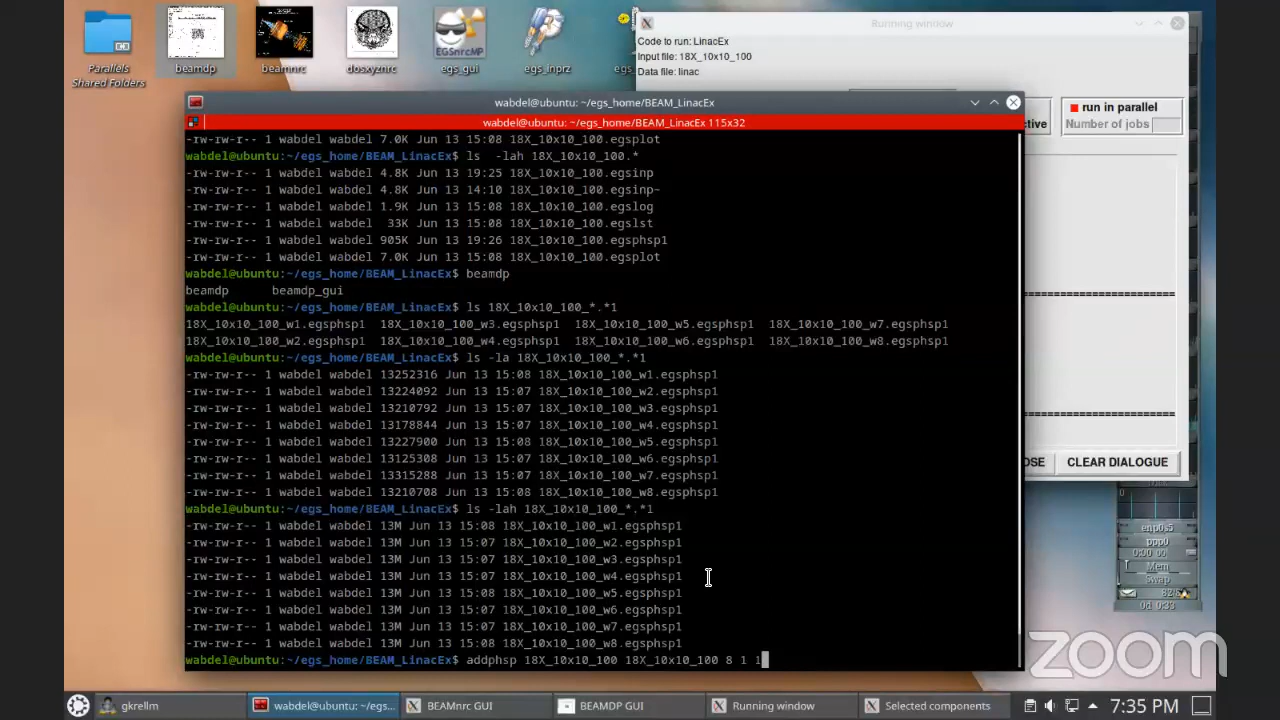 Parallels
Shared Folders
beamdp
beamnrc
dosxyznrc
EGSnrcMP
egs_gui
egs_inprz
egs_
Running window
Code to run: LinacEx
Input file: 18X_10x10_100
Data file: linac
run in parallel
Number of jobs
ctive
wabdel@ubuntu: ~/egs_home/BEAM_LinacEx
wabdel@ubuntu: ~/egs_home/BEAM_LinacEx 115x32
-rw-rw-r-- 1 wabdel wabdel 7.0K Jun 13 15:08 18X_10x10_100.egsplot
wabdel@ubuntu:~/egs_home/BEAM_LinacEx$ ls  -lah 18X_10x10_100.*
-rw-rw-r-- 1 wabdel wabdel 4.8K Jun 13 19:25 18X_10x10_100.egsinp
-rw-rw-r-- 1 wabdel wabdel 4.8K Jun 13 14:10 18X_10x10_100.egsinp~
-rw-rw-r-- 1 wabdel wabdel 1.9K Jun 13 15:08 18X_10x10_100.egslog
-rw-rw-r-- 1 wabdel wabdel  33K Jun 13 15:08 18X_10x10_100.egslst
-rw-rw-r-- 1 wabdel wabdel 905K Jun 13 19:26 18X_10x10_100.egsphsp1
-rw-rw-r-- 1 wabdel wabdel 7.0K Jun 13 15:08 18X_10x10_100.egsplot
wabdel@ubuntu:~/egs_home/BEAM_LinacEx$ beamdp
beamdp      beamdp_gui
wabdel@ubuntu:~/egs_home/BEAM_LinacEx$ ls 18X_10x10_100_*.*1
18X_10x10_100_w1.egsphsp1  18X_10x10_100_w3.egsphsp1  18X_10x10_100_w5.egsphsp1  18X_10x10_100_w7.egsphsp1
18X_10x10_100_w2.egsphsp1  18X_10x10_100_w4.egsphsp1  18X_10x10_100_w6.egsphsp1  18X_10x10_100_w8.egsphsp1
wabdel@ubuntu:~/egs_home/BEAM_LinacEx$ ls -la 18X_10x10_100_*.*1
-rw-rw-r-- 1 wabdel wabdel 13252316 Jun 13 15:08 18X_10x10_100_w1.egsphsp1
-rw-rw-r-- 1 wabdel wabdel 13224092 Jun 13 15:07 18X_10x10_100_w2.egsphsp1
-rw-rw-r-- 1 wabdel wabdel 13210792 Jun 13 15:07 18X_10x10_100_w3.egsphsp1
-rw-rw-r-- 1 wabdel wabdel 13178844 Jun 13 15:07 18X_10x10_100_w4.egsphsp1
-rw-rw-r-- 1 wabdel wabdel 13227900 Jun 13 15:08 18X_10x10_100_w5.egsphsp1
-rw-rw-r-- 1 wabdel wabdel 13125308 Jun 13 15:07 18X_10x10_100_w6.egsphsp1
-rw-rw-r-- 1 wabdel wabdel 13315288 Jun 13 15:07 18X_10x10_100_w7.egsphsp1
-rw-rw-r-- 1 wabdel wabdel 13210708 Jun 13 15:08 18X_10x10_100_w8.egsphsp1
wabdel@ubuntu:~/egs_home/BEAM_LinacEx$ ls -lah 18X_10x10_100_*.*1
-rw-rw-r-- 1 wabdel wabdel 13M Jun 13 15:08 18X_10x10_100_w1.egsphsp1
-rw-rw-r-- 1 wabdel wabdel 13M Jun 13 15:07 18X_10x10_100_w2.egsphsp1
-rw-rw-r-- 1 wabdel wabdel 13M Jun 13 15:07 18X_10x10_100_w3.egsphsp1
-rw-rw-r-- 1 wabdel wabdel 13M Jun 13 15:07 18X_10x10_100_w4.egsphsp1
-rw-rw-r-- 1 wabdel wabdel 13M Jun 13 15:08 18X_10x10_100_w5.egsphsp1
-rw-rw-r-- 1 wabdel wabdel 13M Jun 13 15:07 18X_10x10_100_w6.egsphsp1
-rw-rw-r-- 1 wabdel wabdel 13M Jun 13 15:07 18X_10x10_100_w7.egsphsp1
-rw-rw-r-- 1 wabdel wabdel 13M Jun 13 15:08 18X_10x10_100_w8.egsphsp1
wabdel@ubuntu:~/egs_home/BEAM_LinacEx$ addphsp 18X_10x10_100 18X_10x10_100 8 1 1
OSE
CLEAR DIALOGUE
enp0s5
ppp0
0:00 00
Mem
Swap
0d 0:33
zoom
gkrellm
wabdel@ubuntu: ~/egs...
BEAMnrc GUI
BEAMDP GUI
Running window
Selected components
7:35 PM